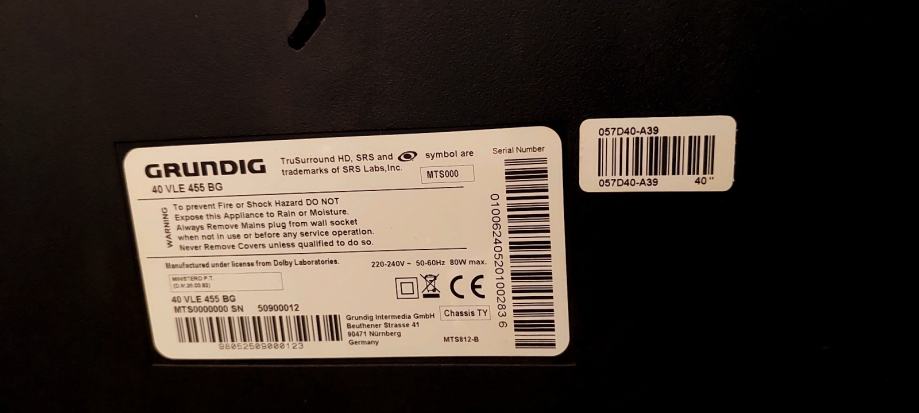 GRUNDIG
40 VLE 455 BG
TruSurround HD, SRS and symbol are
trademarks of SRS Labs,Inc.
MTS000
Serial Number
WARNING
To prevent Fire or Shock Hazard DO NOT
Expose this Appliance to Rain or Moisture.
Always Remove Mains plug from wall socket
when not in use or before any service operation.
Never Remove Covers unless qualified to do so.
Manufactured under license from Dolby Laboratories.
220-240V ~ 50-60Hz 80W max.
MINISTERO P.T.
40 VLE 455 BG
MTS0000000 SN 50900012
CE
Grundig Intermedia GmbH
Beuthener Strasse 41
90471 Nürnberg
Germany
Chassis TY
MTS812-B
98052509000123
01006240520100283 6
057D40-A39
057D40-A39 40"